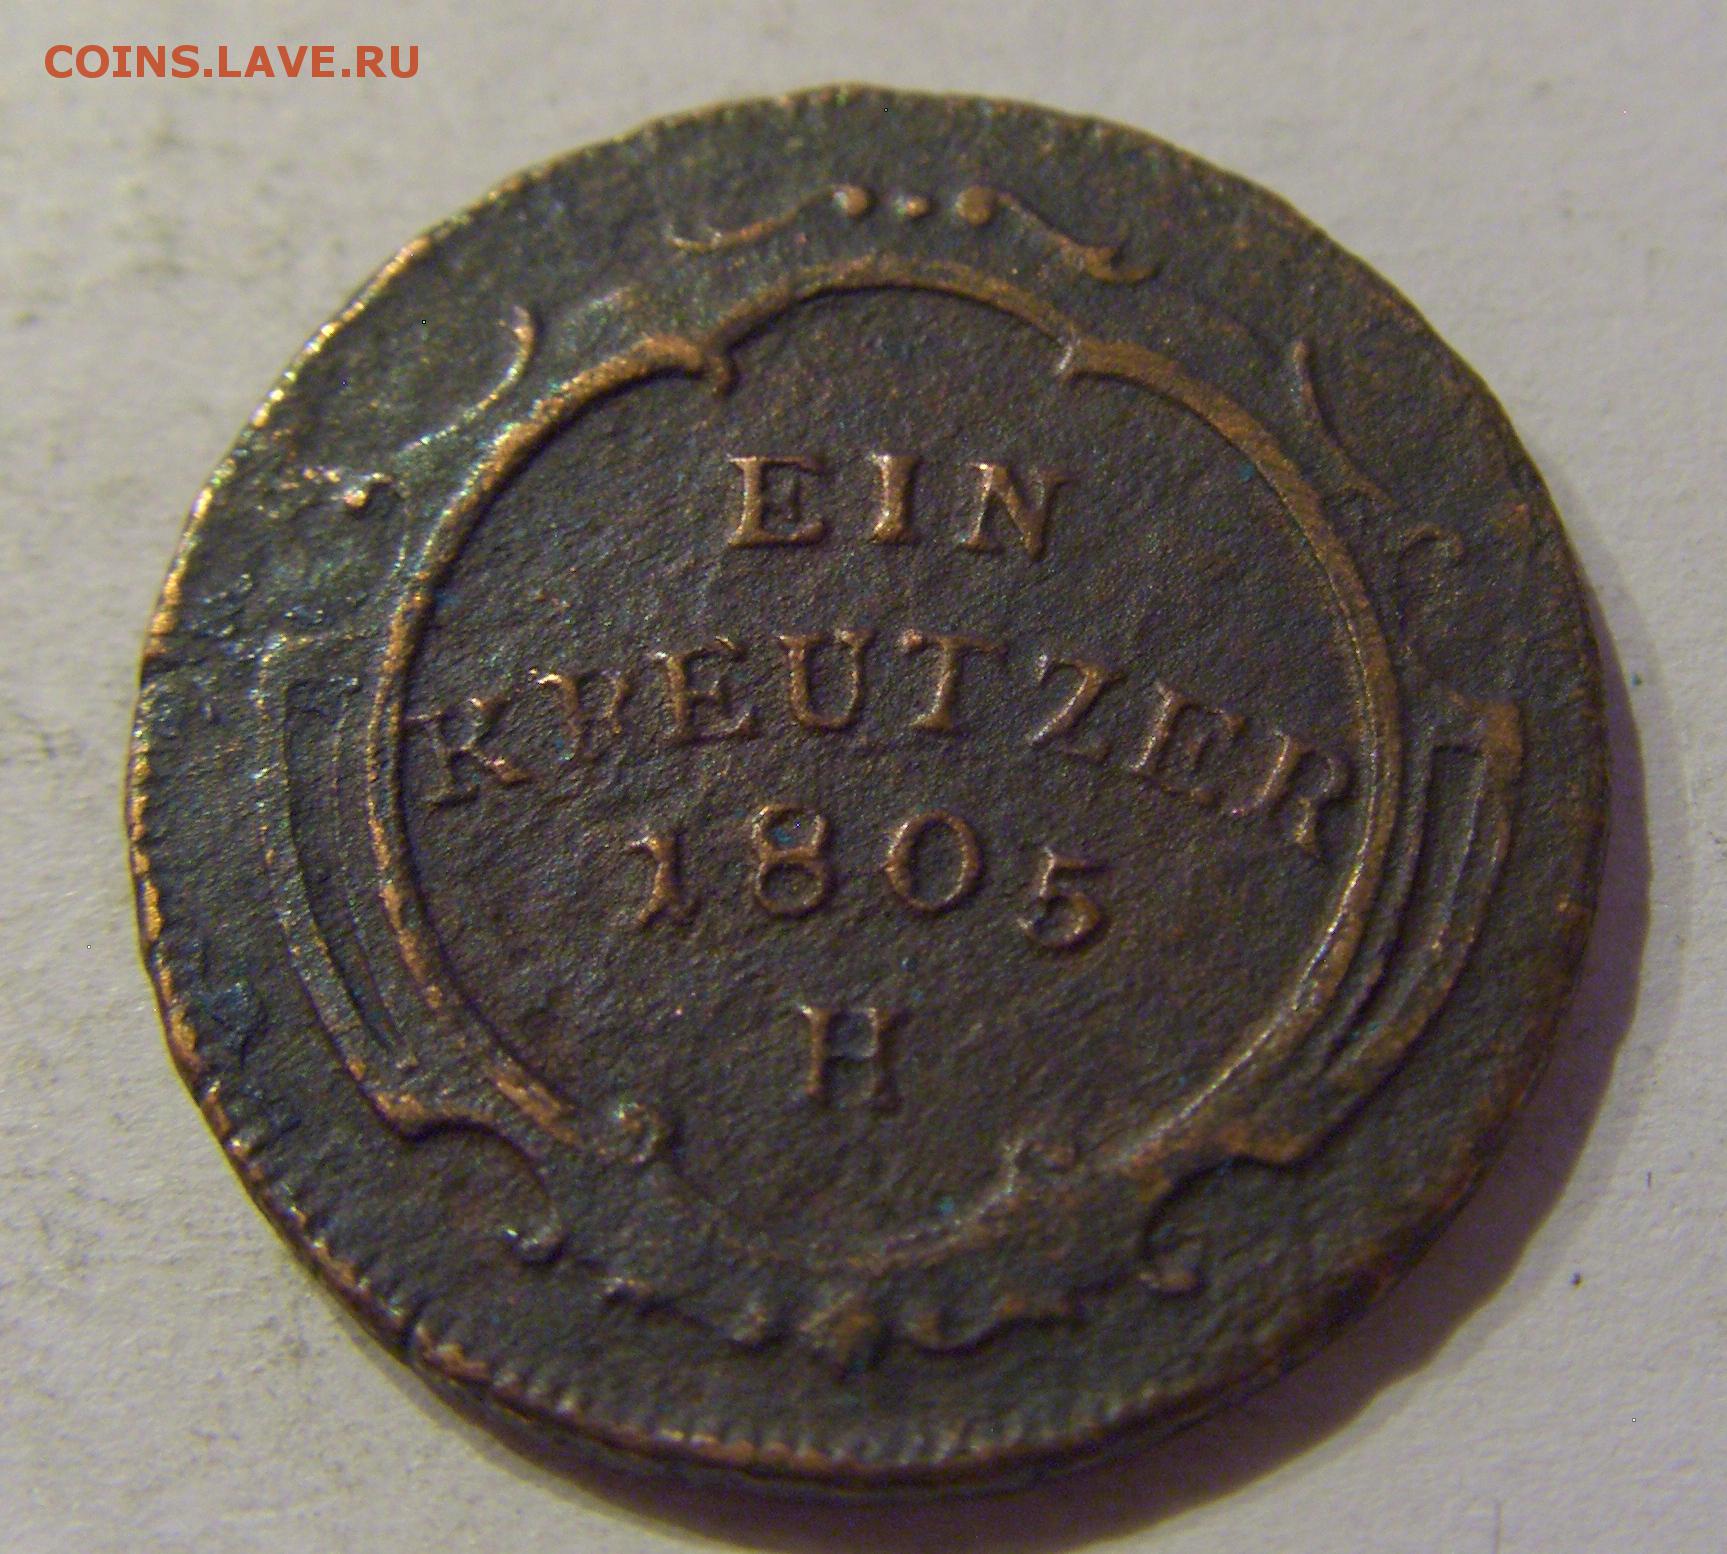 COINS.LAVE.RU
EIN
KREUTZER
1805
H